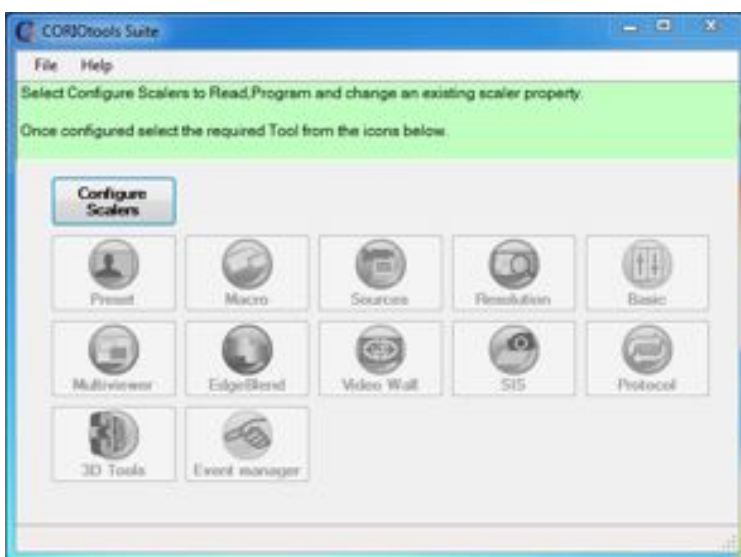 CORIOtools Suite
File Help
Select Configure Scalers to Read,Program and change an existing scaler property.
Once configured select the required Tool from the icons below.
Configure
Scalers
Preset Macro Sources Resolution Basic
Multiviewer EdgeBlend Video Wall SIS Protocol
3D Tools Event manager